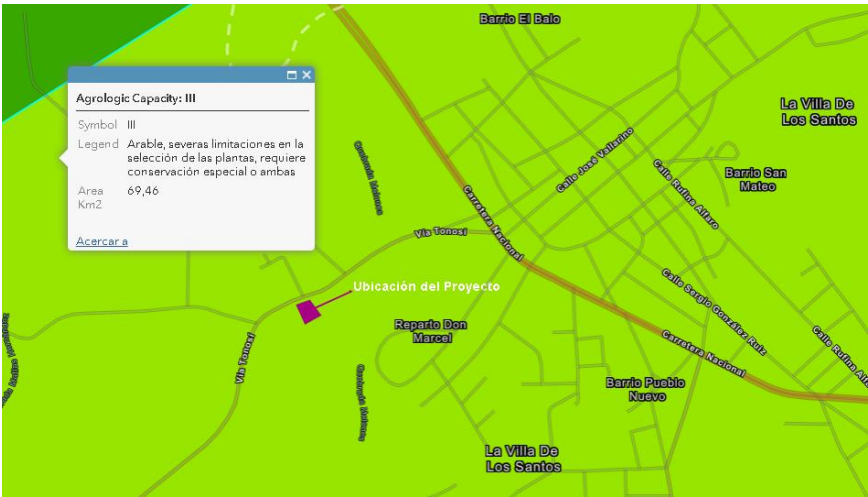 Barrio El Bajo
La Villa De
Los Santos
Agrologic Capacity: III
Symbol III
Legend Arable, severas limitaciones en la
selección de las plantas, requiere
conservación especial o ambas
Area 69,46
Km2
Acercar a
Calle José Vallarino
Calle Rufina Alfaro
Barrio San
Mateo
Carretera Nacional
Vía Tonosí
Ubicación del Proyecto
Reparto Don
Marcel
Calle Sergio González Ruiz
Carretera Nacional
Calle Rufina Alfa
Vía Tonosí
Barrio Pueblo
Nuevo
La Villa De
Los Santos